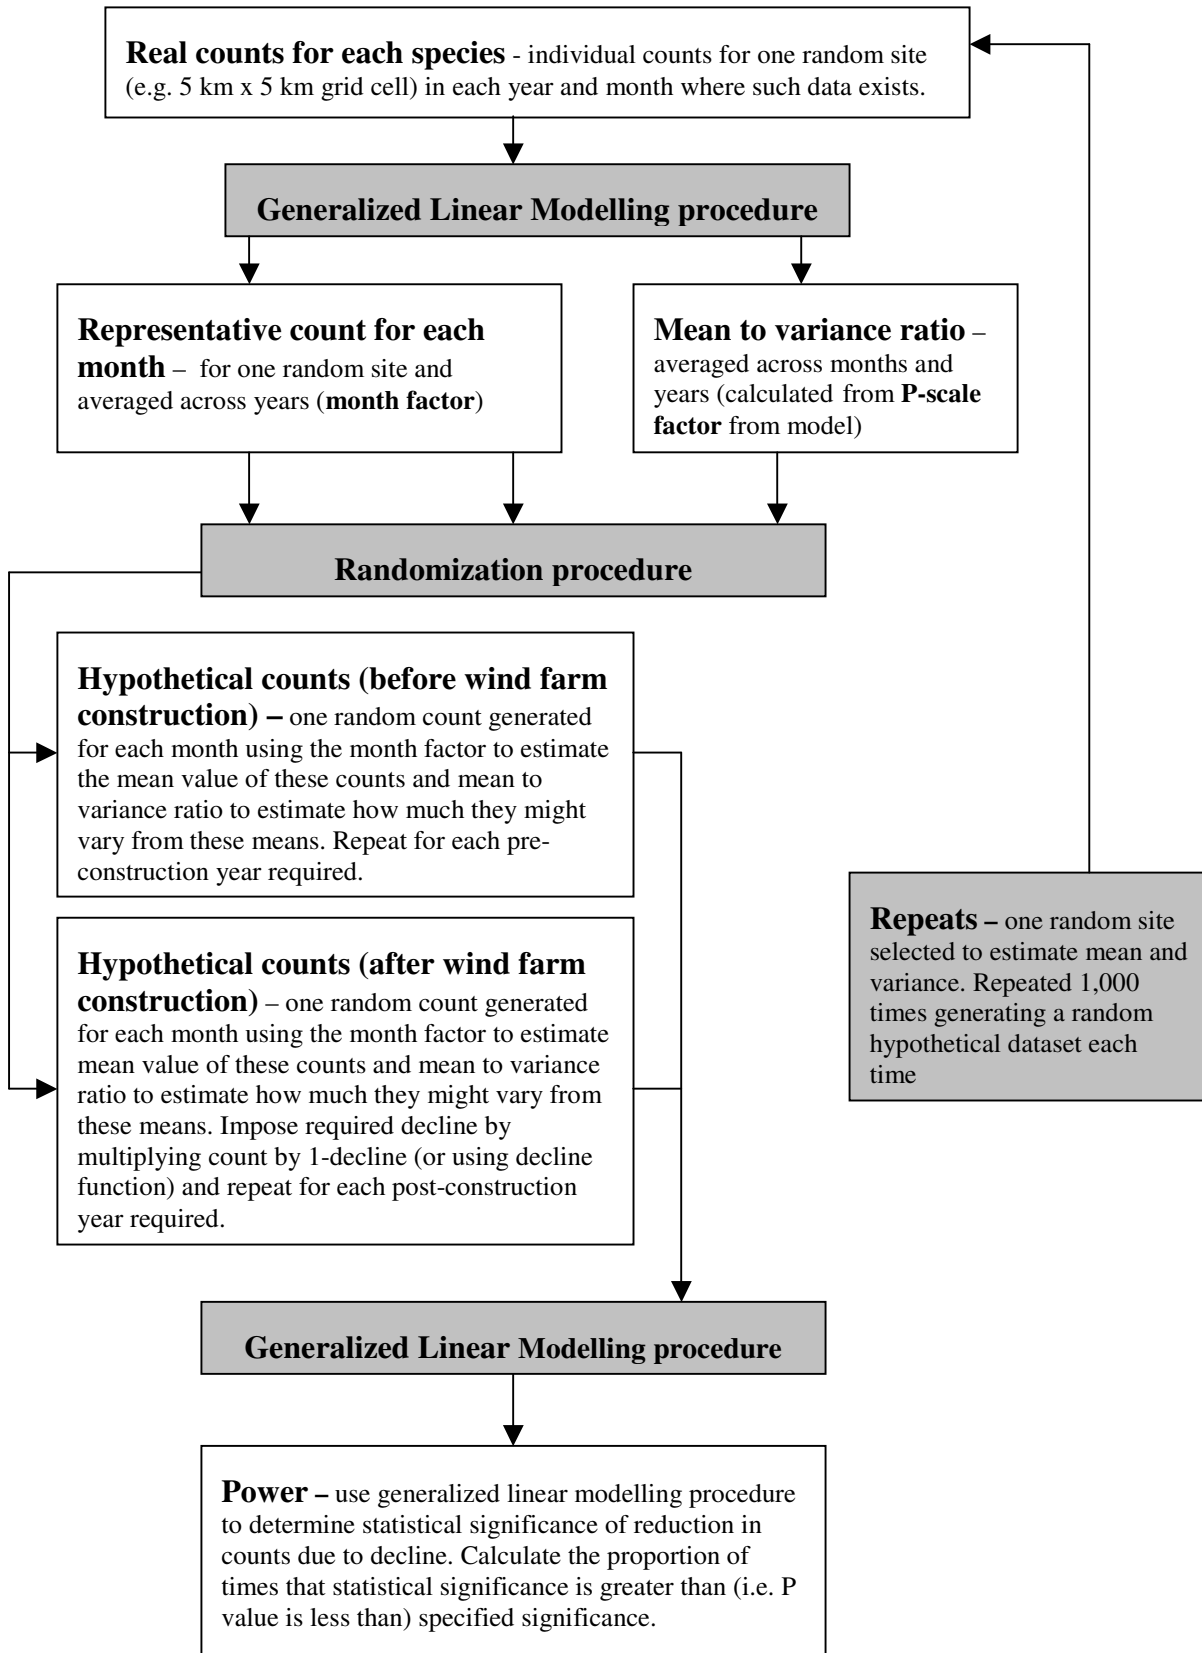 Real counts for each species - individual counts for one random site
(e.g. 5 km x 5 km grid cell) in each year and month where such data exists.
Generalized Linear Modelling procedure
Representative count for each
month – for one random site and
averaged across years (month factor)
Mean to variance ratio –
averaged across months and
years (calculated from P-scale
factor from model)
Randomization procedure
Hypothetical counts (before wind farm
construction) – one random count generated
for each month using the month factor to estimate
the mean value of these counts and mean to
variance ratio to estimate how much they might
vary from these means. Repeat for each pre-
construction year required.
Hypothetical counts (after wind farm
construction) – one random count generated
for each month using the month factor to estimate
mean value of these counts and mean to variance
ratio to estimate how much they might vary from
these means. Impose required decline by
multiplying count by 1-decline (or using decline
function) and repeat for each post-construction
year required.
Repeats – one random site
selected to estimate mean and
variance. Repeated 1,000
times generating a random
hypothetical dataset each
time
Generalized Linear Modelling procedure
Power – use generalized linear modelling procedure
to determine statistical significance of reduction in
counts due to decline. Calculate the proportion of
times that statistical significance is greater than (i.e. P
value is less than) specified significance.